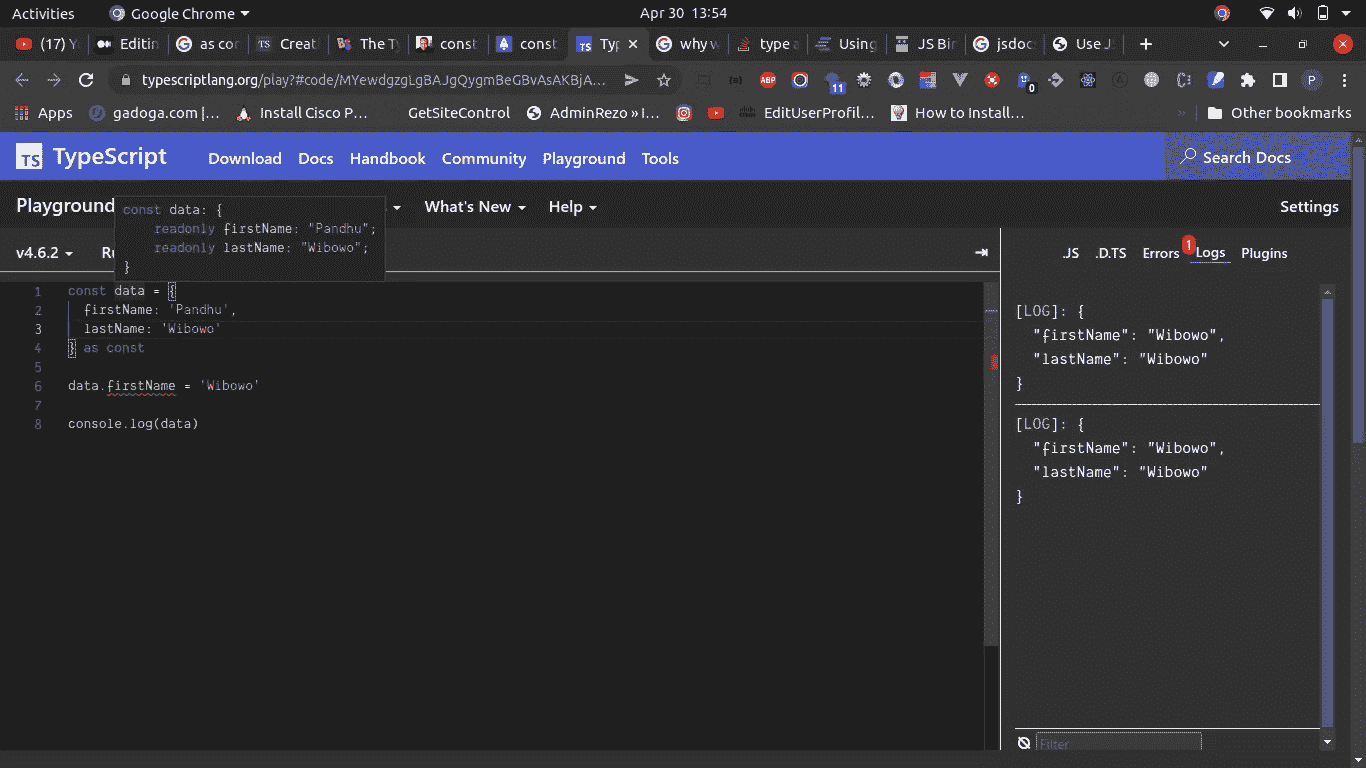 Activities Google Chrome Apr 30 13:54
(17) Y Editin as co Creat The Ty const const Typ why w type a Using JS Bir jsdoc Use J
typescriptlang.org/play?#code/MYewdgzgLgBAJgQygmBeGBvAsAKBjA... ABP 11 0 P
Apps gadoga.com |... Install Cisco P... GetSiteControl AdminRezo » I... EditUserProfil... How to Install... » Other bookmarks
TS TypeScript Download Docs Handbook Community Playground Tools Search Docs
Playground What's New Help Settings
const data: {
readonly firstName: "Pandhu";
readonly lastName: "Wibowo";
}
v4.6.2 Ru .JS .D.TS Errors 1 Logs Plugins
1 const data = {
2 firstName: 'Pandhu',
3 lastName: 'Wibowo'
4 } as const
5
6 data.firstName = 'Wibowo'
7
8 console.log(data)
[LOG]: {
"firstName": "Wibowo",
"lastName": "Wibowo"
}
[LOG]: {
"firstName": "Wibowo",
"lastName": "Wibowo"
}
Filter